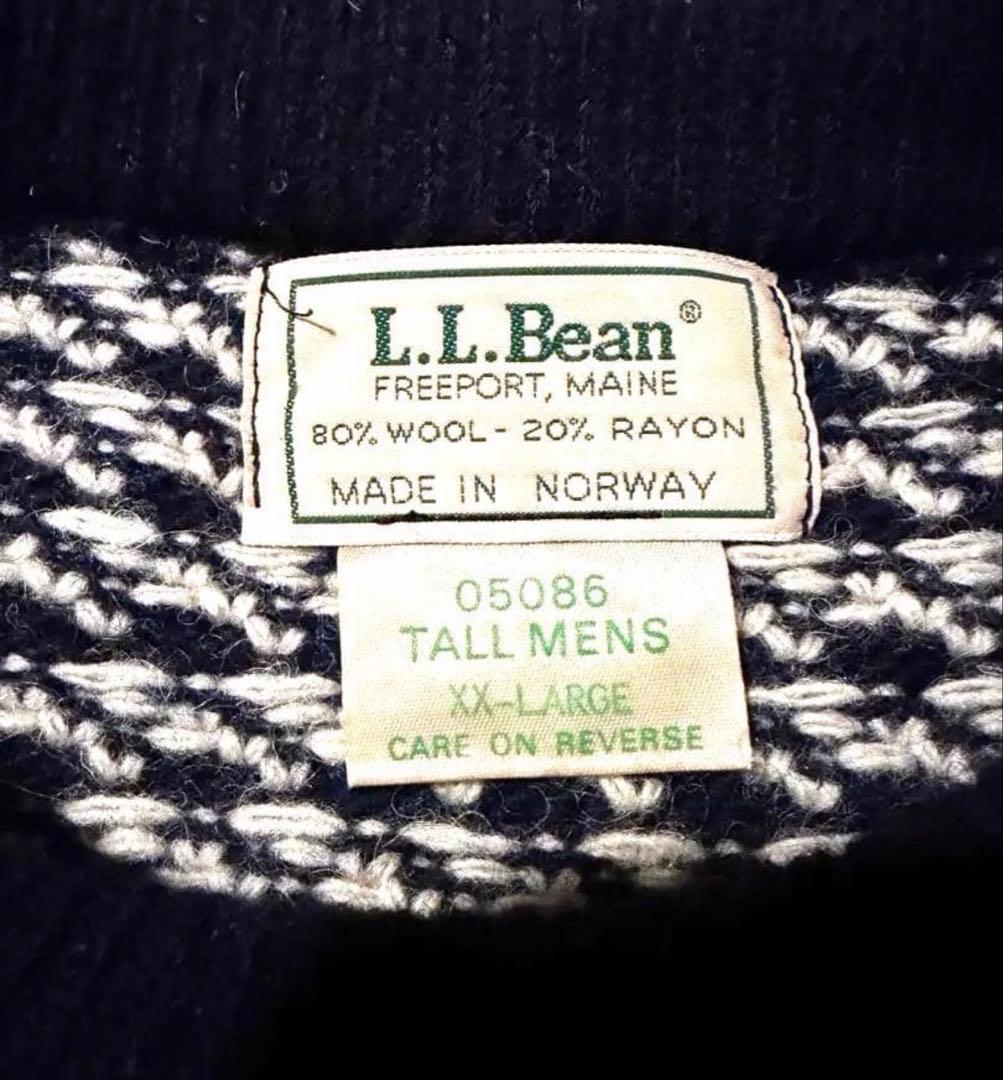 L.L.Bean®
FREEPORT, MAINE
80% WOOL - 20% RAYON
MADE IN NORWAY
05086
TALL MENS
XX-LARGE
CARE ON REVERSE